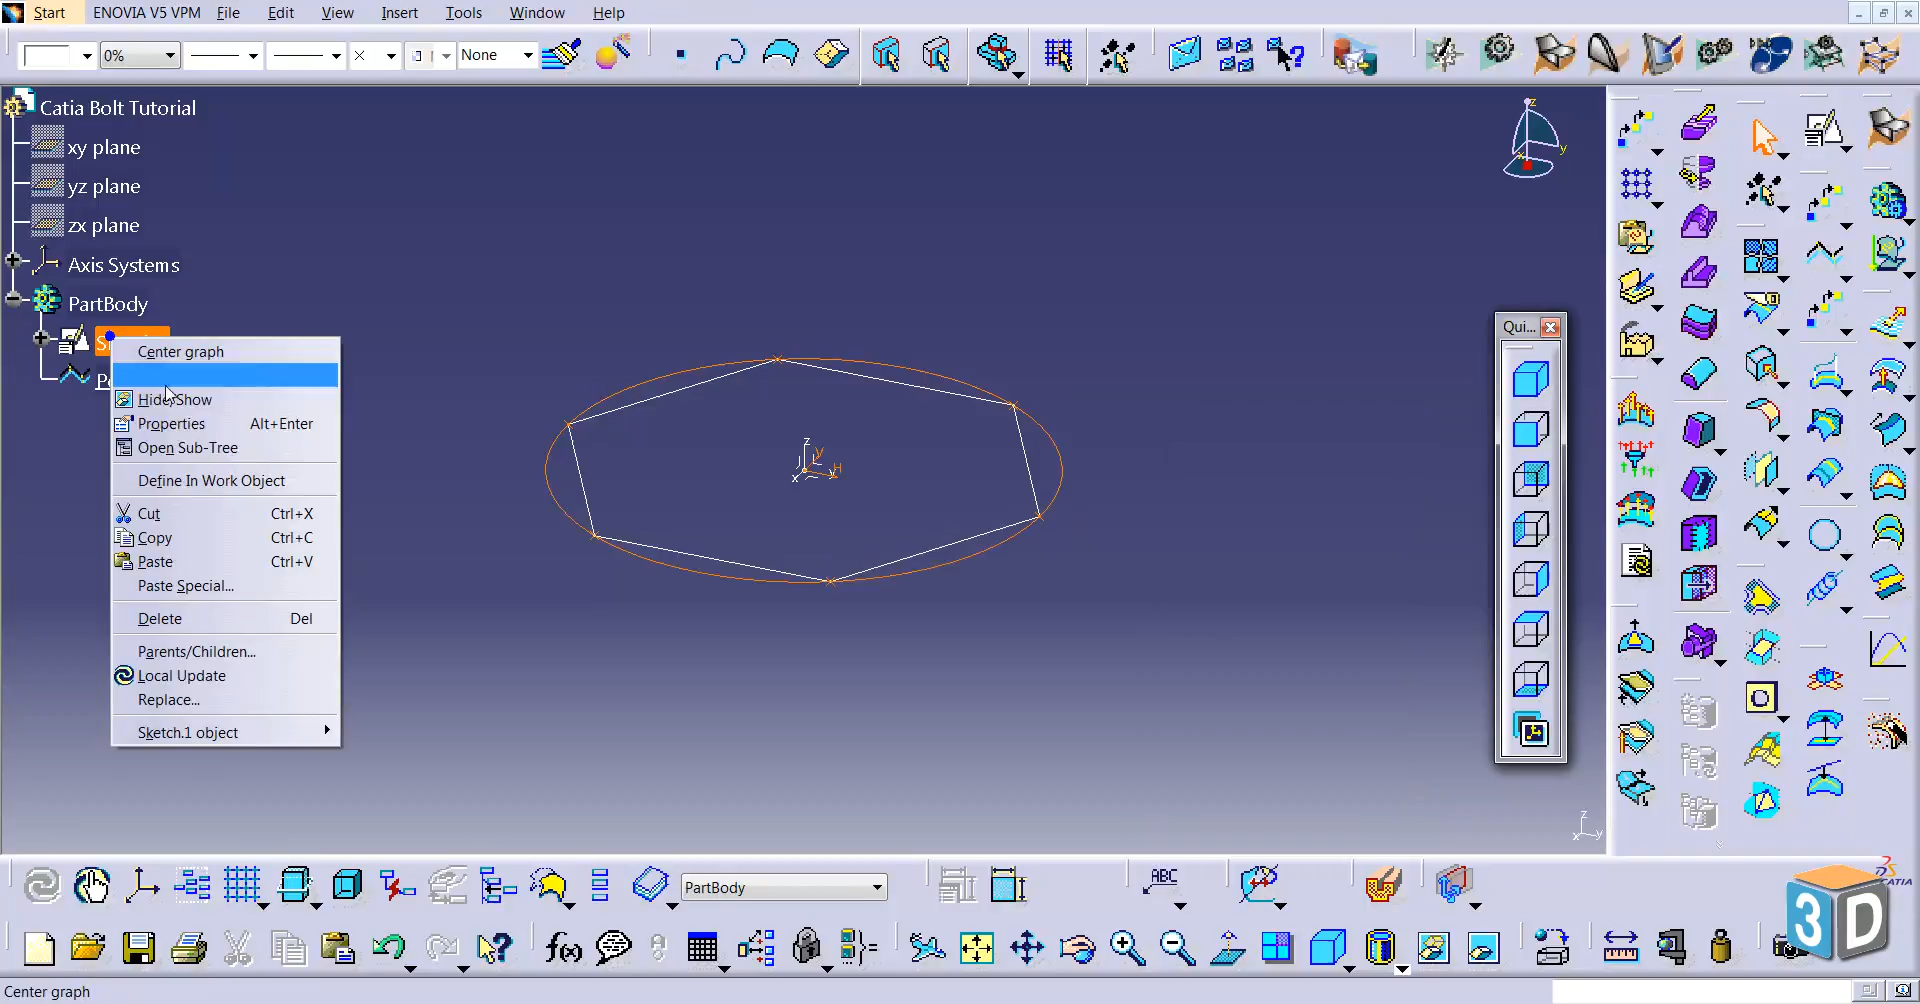 Start ENOVIA V5 VPM File Edit View Insert Tools Window Help
0% None
Catia Bolt Tutorial
xy plane
yz plane
zx plane
Axis Systems
PartBody
Center graph
Hide/Show
Properties Alt+Enter
Open Sub-Tree
Define In Work Object
Cut Ctrl+X
Copy Ctrl+C
Paste Ctrl+V
Paste Special...
Delete Del
Parents/Children...
Local Update
Replace...
Sketch.1 object
Qui...
z
y
x
z
y
H
x
z
x y
PartBody
ABC
CATIA
3D
f(x)
Center graph